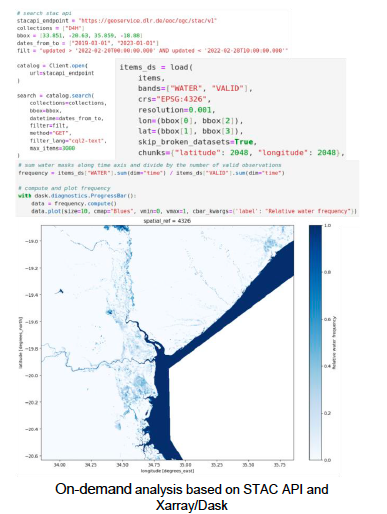 # search stac api
stacapi_endpoint = "https://geoservice.dlr.de/eoc/ogc/stac/v1"
collections = ["D4H"]
bbox = [33.851, -20.63, 35.859, -18.88]
dates_from_to = ["2019-03-01", "2023-01-01"]
filt = "updated > '2022-02-20T00:00:00.00' AND updated < '2022-02-28T10:00:00.00'"
catalog = Client.open(
url=stacapi_endpoint
)
search = catalog.search(
collections=collections,
bbox=bbox,
datetime=dates_from_to,
filter=filt,
method="GET",
filter_lang="cql2-text",
max_items=3000
)
items_ds = load(
items,
bands=["WATER", "VALID"],
crs="EPSG:4326",
resolution=0.001,
lon=(bbox[0], bbox[2]),
lat=(bbox[1], bbox[3]),
skip_broken_datasets=True,
chunks={"latitude": 2048, "longitude": 2048},
# sum water masks along time axis and divide by the number of valid observations
frequency = items_ds["WATER"].sum(dim="time") / items_ds["VALID"].sum(dim="time")
# compute and plot frequency
with dask.diagnostics.ProgressBar():
data = frequency.compute()
data.plot(size=10, cmap="Blues", vmin=0, vmax=1, cbar_kwargs={'label': "Relative water frequency"})
spatial_ref = 4326
-19.0
-19.2
-19.4
-19.6
-19.8
-20.0
-20.2
-20.4
-20.6
latitude [degrees_north]
34.00 34.25 34.50 34.75 35.00 35.25 35.50 35.75
longitude [degrees_east]
1.0
0.8
0.6
0.4
0.2
0.0
Relative water frequency
On-demand analysis based on STAC API and
Xarray/Dask